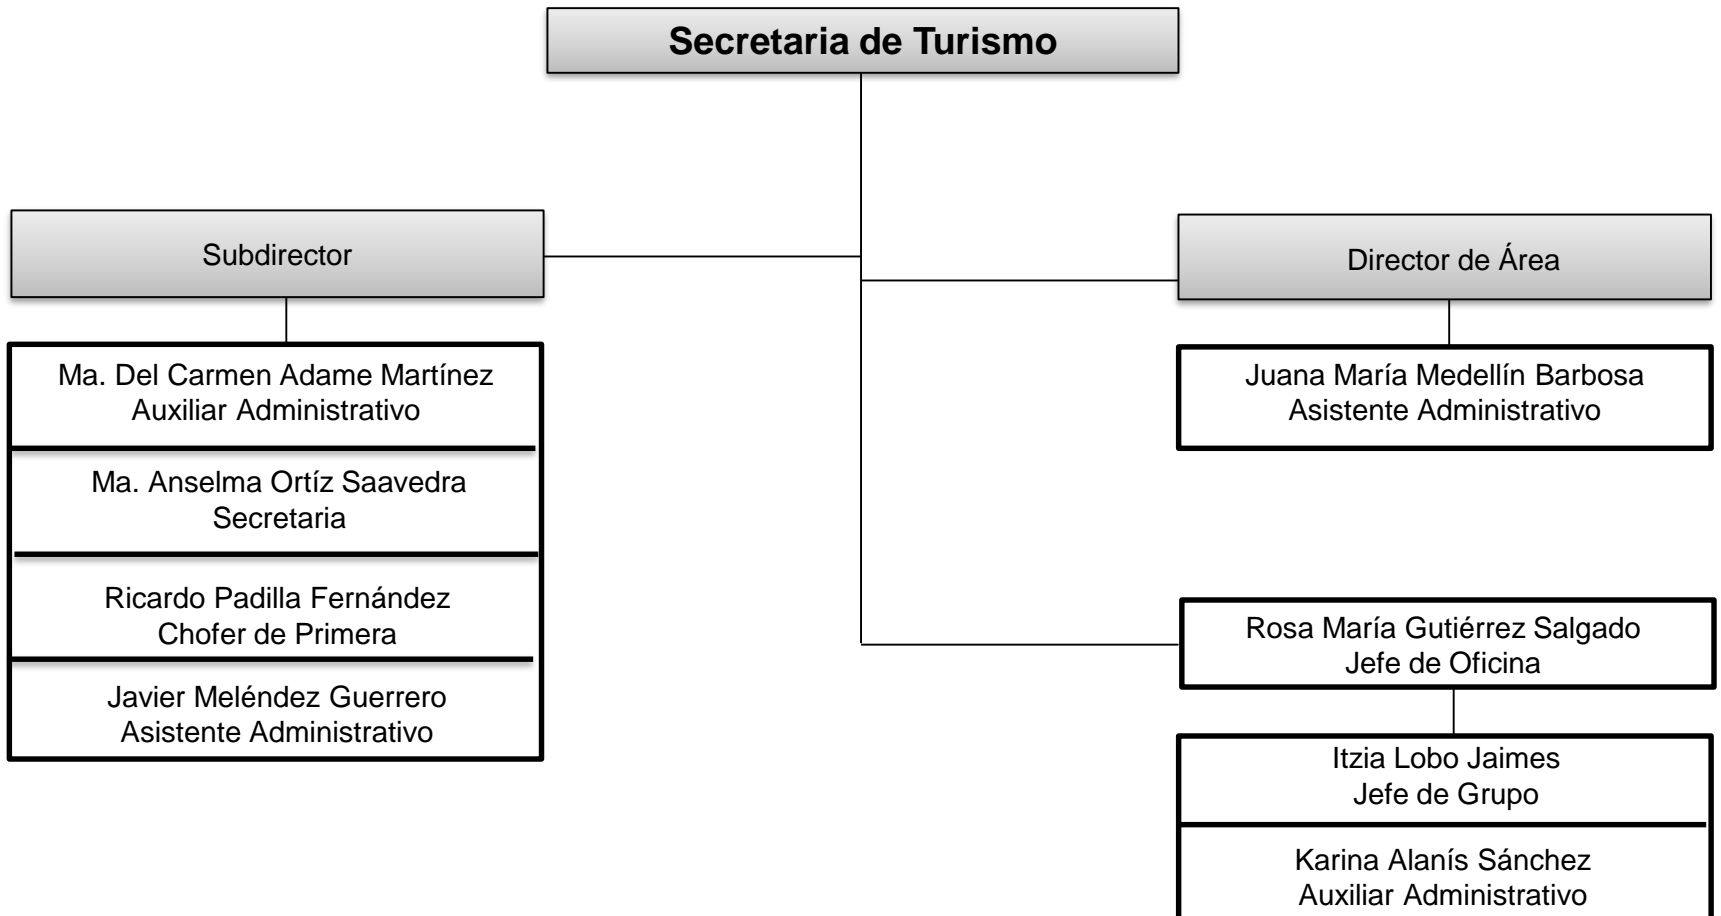 Secretaria de Turismo
Subdirector
Ma. Del Carmen Adame Martínez
Auxiliar Administrativo
Ma. Anselma Ortíz Saavedra
Secretaria
Ricardo Padilla Fernández
Chofer de Primera
Javier Meléndez Guerrero
Asistente Administrativo
Director de Área
Juana María Medellín Barbosa
Asistente Administrativo
Rosa María Gutiérrez Salgado
Jefe de Oficina
Itzia Lobo Jaimes
Jefe de Grupo
Karina Alanís Sánchez
Auxiliar Administrativo